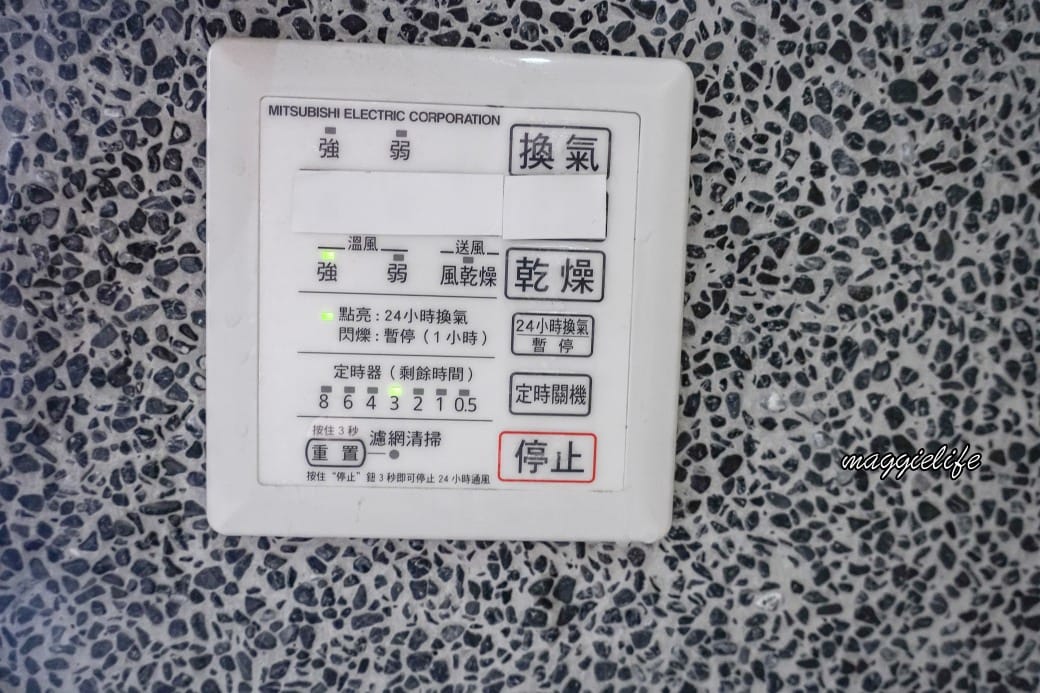 MITSUBISHI ELECTRIC CORPORATION
強 弱 換氣
溫風 送風
強 弱 風乾燥 乾燥
點亮：24小時換氣
閃爍：暫停（1小時）
24小時換氣
暫停
定時器（剩餘時間）
8 6 4 3 2 1 0.5
定時關機
按住3秒
重置 濾網清掃
停止
按住“停止”鈕3秒即可停止24小時通風
maggielife